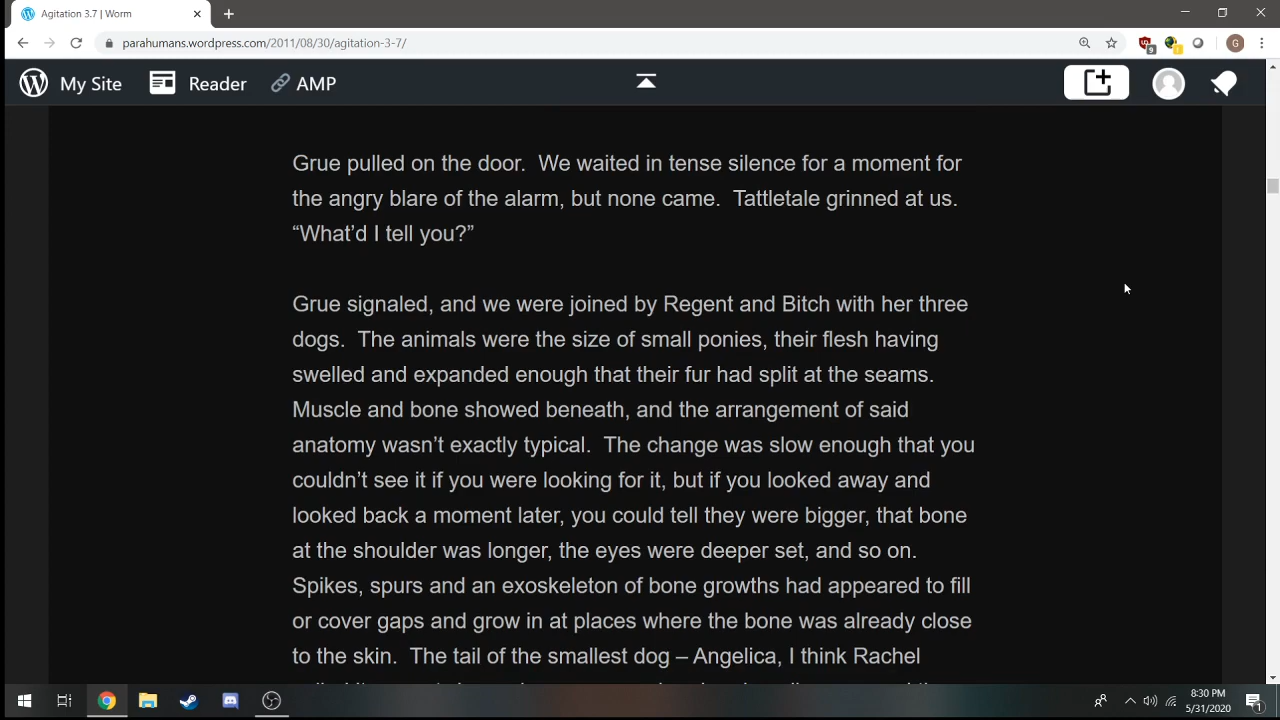 Agitation 3.7 | Worm
parahumans.wordpress.com/2011/08/30/agitation-3-7/
9
G
My Site
Reader
AMP
Grue pulled on the door. We waited in tense silence for a moment for
the angry blare of the alarm, but none came. Tattletale grinned at us.
“What’d I tell you?”
Grue signaled, and we were joined by Regent and Bitch with her three
dogs. The animals were the size of small ponies, their flesh having
swelled and expanded enough that their fur had split at the seams.
Muscle and bone showed beneath, and the arrangement of said
anatomy wasn’t exactly typical. The change was slow enough that you
couldn’t see it if you were looking for it, but if you looked away and
looked back a moment later, you could tell they were bigger, that bone
at the shoulder was longer, the eyes were deeper set, and so on.
Spikes, spurs and an exoskeleton of bone growths had appeared to fill
or cover gaps and grow in at places where the bone was already close
to the skin. The tail of the smallest dog – Angelica, I think Rachel
8:30 PM
5/31/2020
1